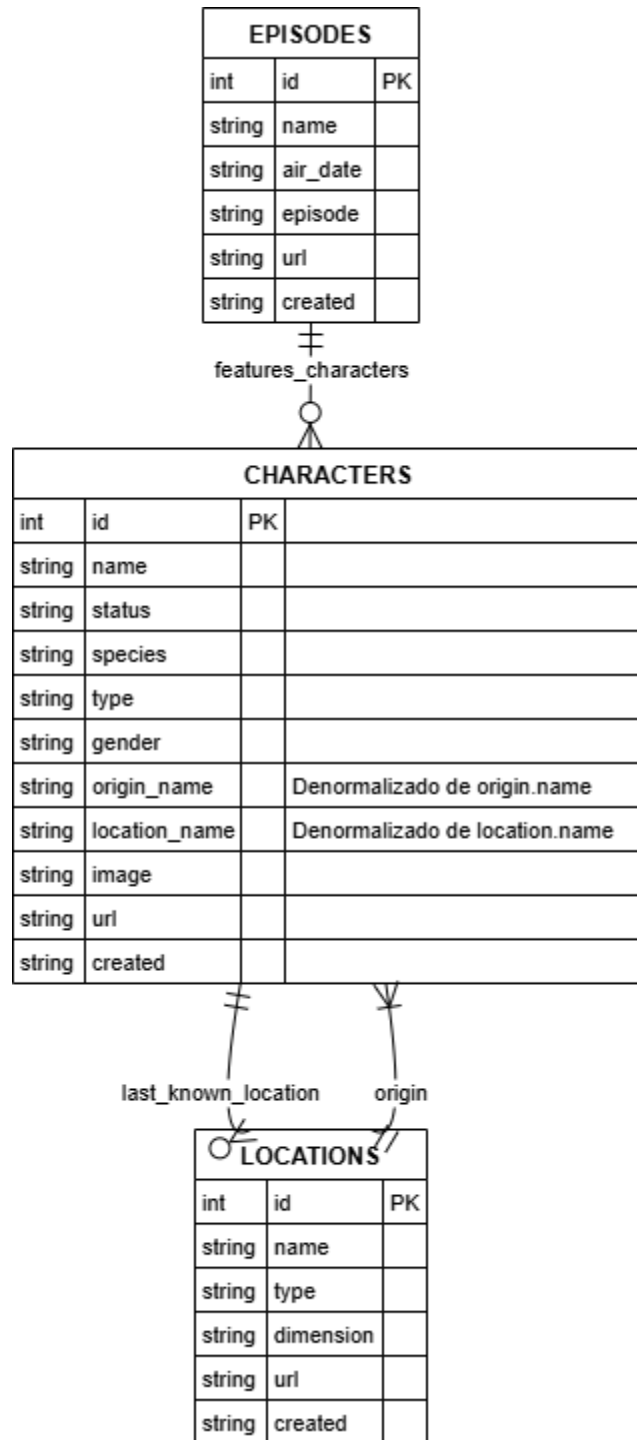 EPISODES
int id PK
string name
string air_date
string episode
string url
string created
features_characters
CHARACTERS
int id PK
string name
string status
string species
string type
string gender
string origin_name Denormalizado de origin.name
string location_name Denormalizado de location.name
string image
string url
string created
last_known_location origin
LOCATIONS
int id PK
string name
string type
string dimension
string url
string created